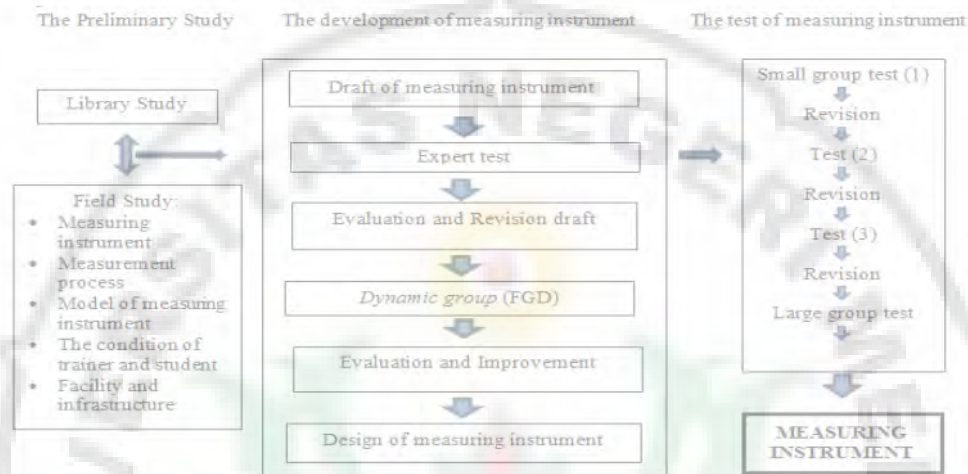 The Preliminary Study
Library Study
Field Study:
• Measuring
instrument
• Measurement
process
• Model of measuring
instrument
• The condition of
trainer and student
• Facility and
infrastructure
The development of measuring instrument
Draft of measuring instrument
Expert test
Evaluation and Revision draft
Dynamic group (FGD)
Evaluation and Improvement
Design of measuring instrument
The test of measuring instrument
Small group test (1)
Revision
Test (2)
Revision
Test (3)
Revision
Large group test
MEASURING
INSTRUMENT